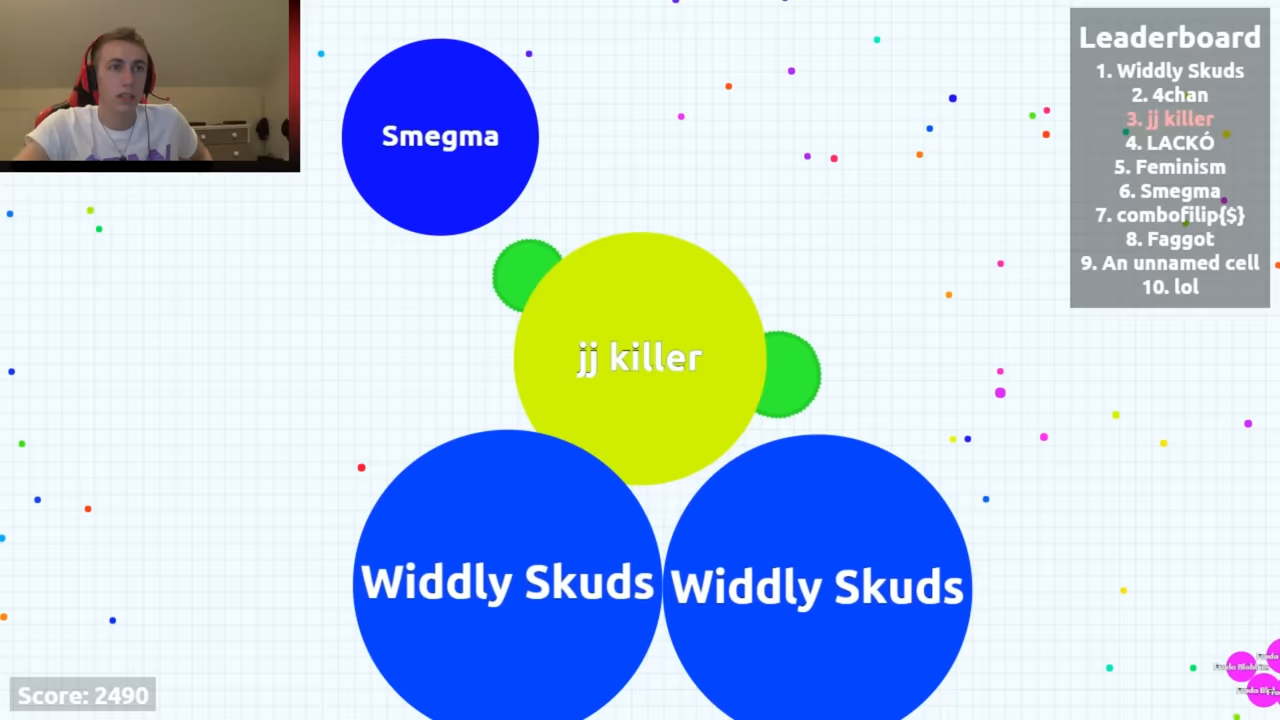 Leaderboard
1. Widdly Skuds
2. 4chan
3. jj killer
4. LACKÓ
5. Feminism
6. Smegma
7. combofilip{$}
8. Faggot
9. An unnamed cell
10. lol
Smegma
jj killer
Widdly Skuds
Widdly Skuds
Score: 2490